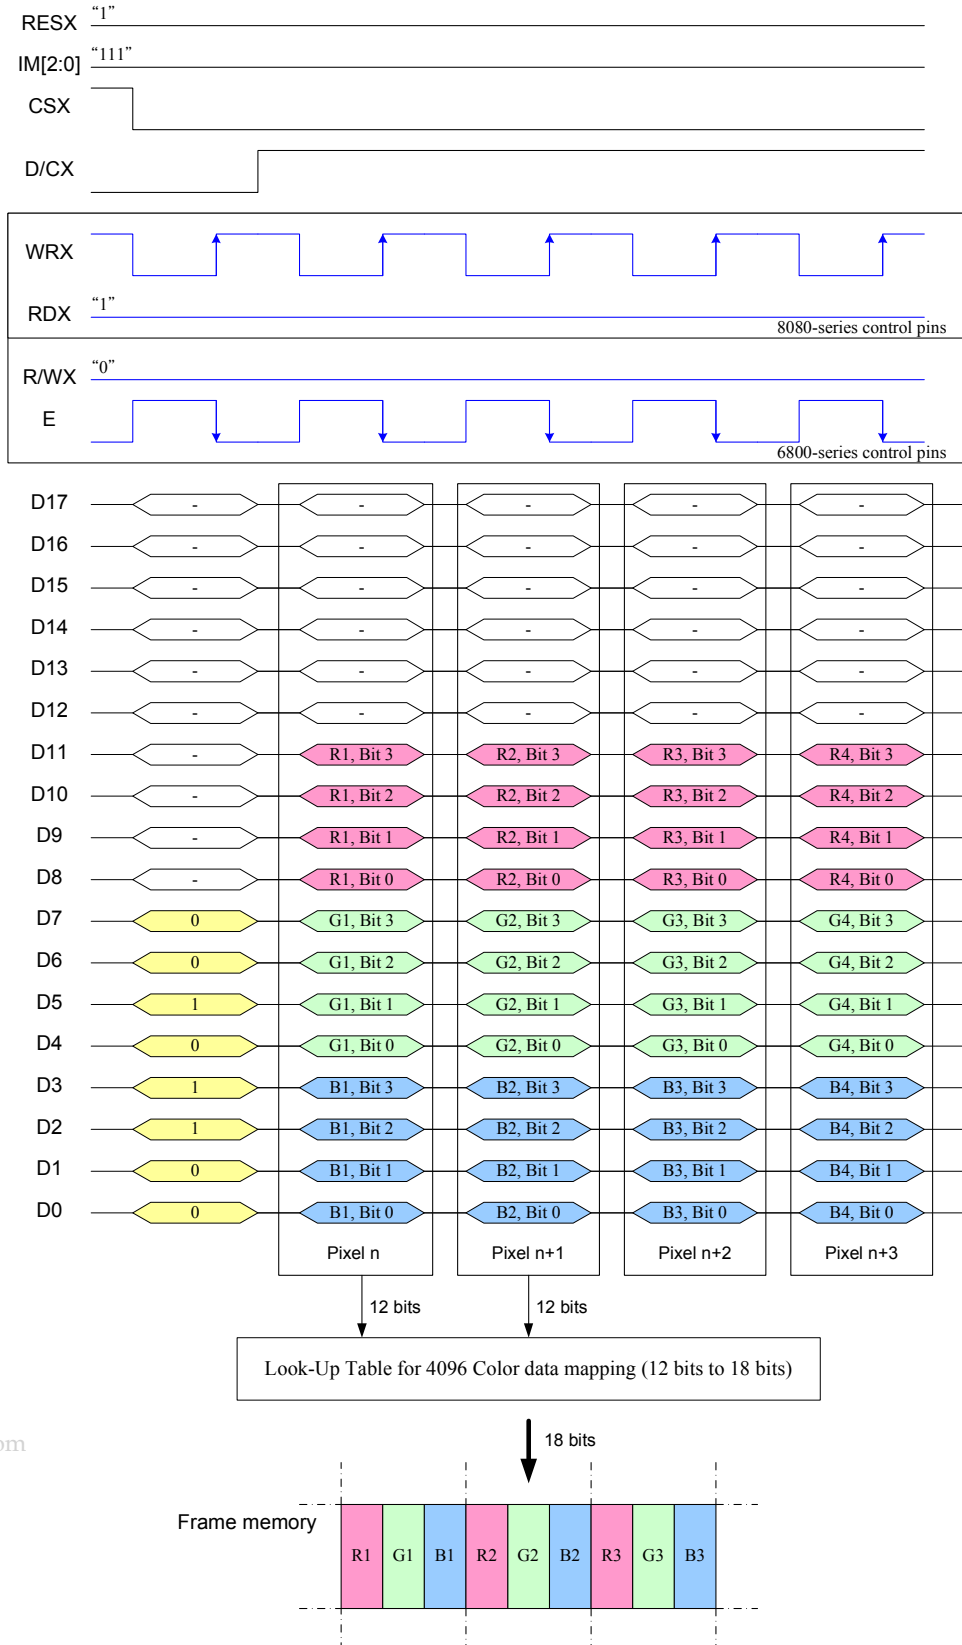 RESX "1"
IM[2:0] "111"
CSX
D/CX
WRX
RDX "1"
8080-series control pins
R/WX "0"
E
6800-series control pins
D17 - - - - -
D16 - - - - -
D15 - - - - -
D14 - - - - -
D13 - - - - -
D12 - - - - -
D11 - R1, Bit 3 R2, Bit 3 R3, Bit 3 R4, Bit 3
D10 - R1, Bit 2 R2, Bit 2 R3, Bit 2 R4, Bit 2
D9 - R1, Bit 1 R2, Bit 1 R3, Bit 1 R4, Bit 1
D8 - R1, Bit 0 R2, Bit 0 R3, Bit 0 R4, Bit 0
D7 0 G1, Bit 3 G2, Bit 3 G3, Bit 3 G4, Bit 3
D6 0 G1, Bit 2 G2, Bit 2 G3, Bit 2 G4, Bit 2
D5 1 G1, Bit 1 G2, Bit 1 G3, Bit 1 G4, Bit 1
D4 0 G1, Bit 0 G2, Bit 0 G3, Bit 0 G4, Bit 0
D3 1 B1, Bit 3 B2, Bit 3 B3, Bit 3 B4, Bit 3
D2 1 B1, Bit 2 B2, Bit 2 B3, Bit 2 B4, Bit 2
D1 0 B1, Bit 1 B2, Bit 1 B3, Bit 1 B4, Bit 1
D0 0 B1, Bit 0 B2, Bit 0 B3, Bit 0 B4, Bit 0
Pixel n Pixel n+1 Pixel n+2 Pixel n+3
12 bits 12 bits
Look-Up Table for 4096 Color data mapping (12 bits to 18 bits)
18 bits
om
Frame memory
R1 G1 B1 R2 G2 B2 R3 G3 B3